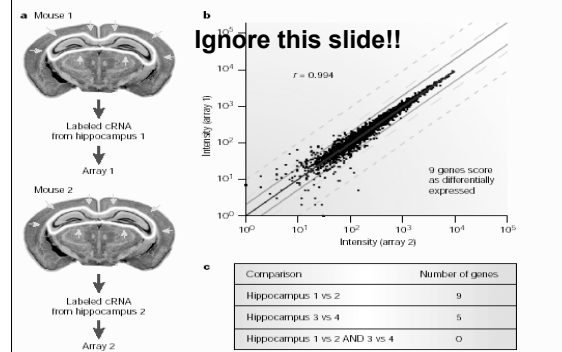 a Mouse 1
Labeled cRNA
from hippocampus 1
Array 1
Mouse 2
Labeled cRNA
from hippocampus 2
Array 2
b
Ignore this slide!!
r = 0.994
Intensity (array 1)
10⁵
10⁴
10³
10²
10¹
10⁰
9 genes score
as differentially
expressed
10⁰ 10¹ 10² 10³ 10⁴ 10⁵
Intensity (array 2)
c
Comparison Number of genes
Hippocampus 1 vs 2 9
Hippocampus 3 vs 4 5
Hippocampus 1 vs 2 AND 3 vs 4 0